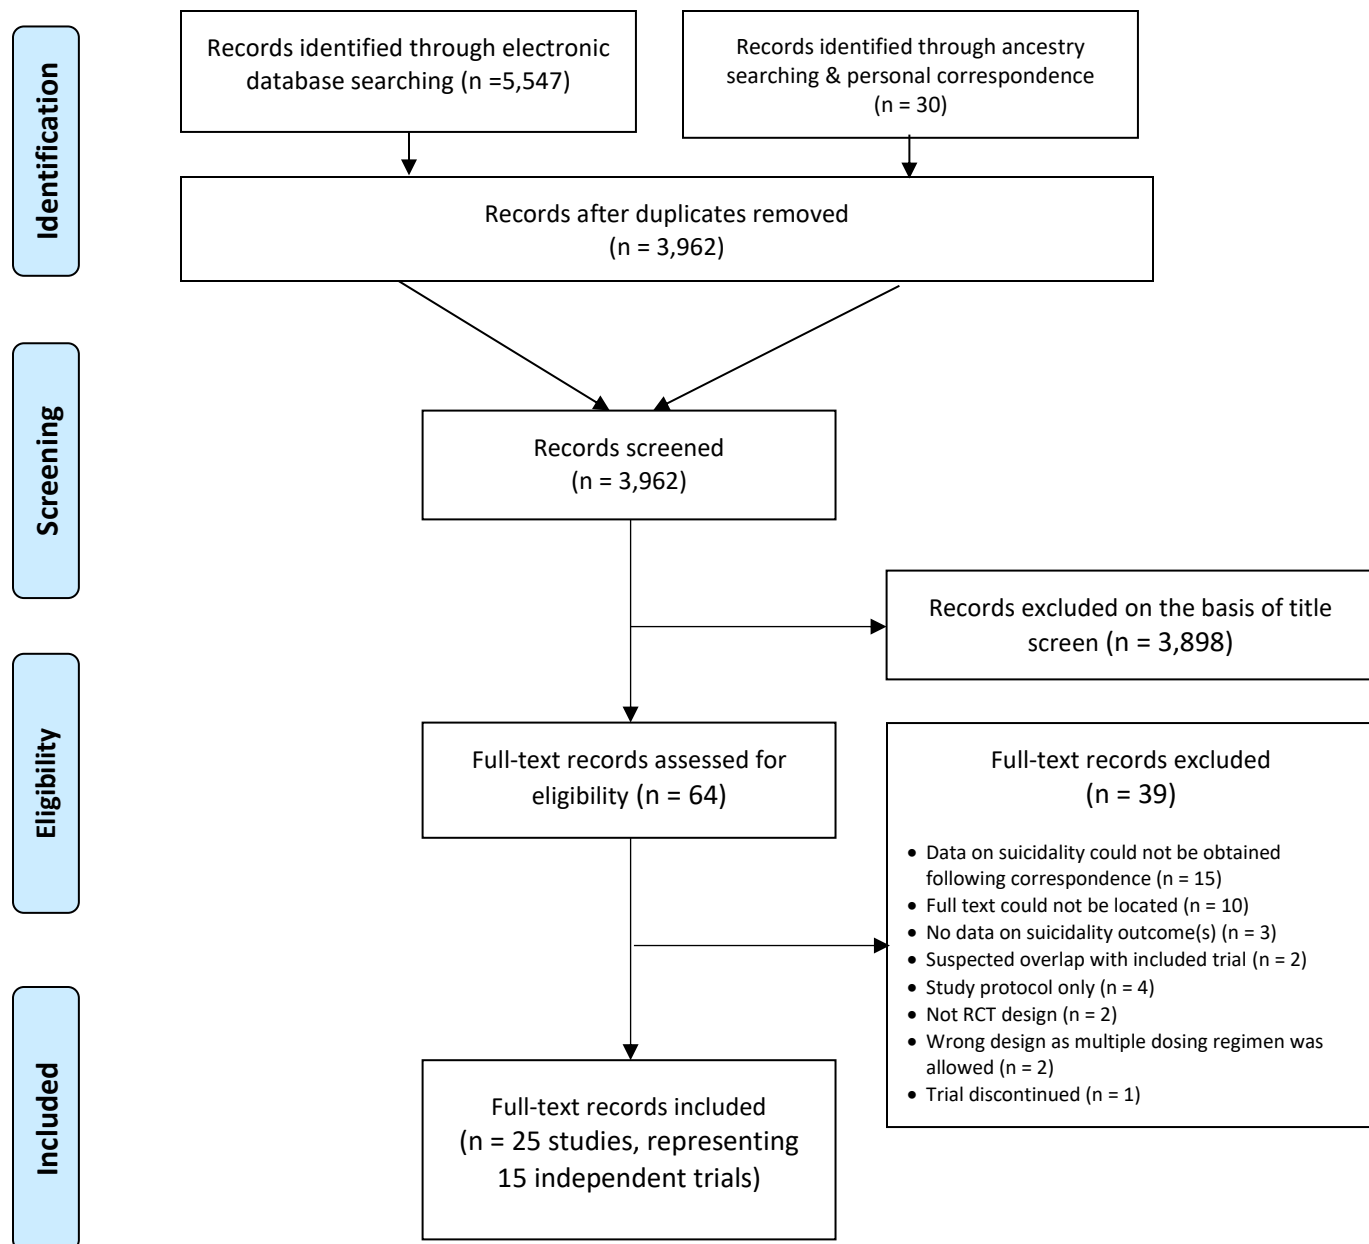 Identification
Records identified through electronic
database searching (n =5,547)
Records identified through ancestry
searching & personal correspondence
(n = 30)
Records after duplicates removed
(n = 3,962)
Screening
Records screened
(n = 3,962)
Records excluded on the basis of title
screen (n = 3,898)
Eligibility
Full-text records assessed for
eligibility (n = 64)
Full-text records excluded
(n = 39)
• Data on suicidality could not be obtained
following correspondence (n = 15)
• Full text could not be located (n = 10)
• No data on suicidality outcome(s) (n = 3)
• Suspected overlap with included trial (n = 2)
• Study protocol only (n = 4)
• Not RCT design (n = 2)
• Wrong design as multiple dosing regimen was
allowed (n = 2)
• Trial discontinued (n = 1)
Included
Full-text records included
(n = 25 studies, representing
15 independent trials)